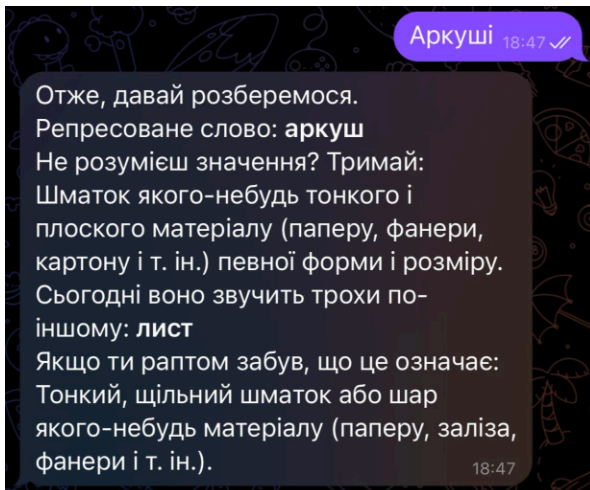 Аркуші 18:47
Отже, давай розберемося.
Репресоване слово: аркуш
Не розумієш значення? Тримай:
Шматок якого-небудь тонкого і
плоского матеріалу (паперу, фанери,
картону і т. ін.) певної форми і розміру.
Сьогодні воно звучить трохи по-
іншому: лист
Якщо ти раптом забув, що це означає:
Тонкий, щільний шматок або шар
якого-небудь матеріалу (паперу, заліза,
фанери і т. ін.). 18:47